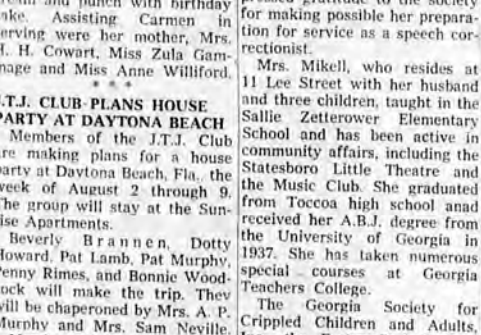 and punch with birthday
Assisting Carmen in
serving were her mother, Mrs.
H. H. Cowart, Miss Zula Gam-
mage and Miss Anne Williford.
* * *
J.T.J. CLUB PLANS HOUSE
PARTY AT DAYTONA BEACH
Members of the J.T.J. Club
are making plans for a house
party at Daytona Beach, Fla., the
week of August 2 through 9.
The group will stay at the Sun-
rise Apartments.
Beverly Brannen, Dotty
Howard, Pat Lamb, Pat Murphy,
Penny Rimes, and Bonnie Wood-
cock will make the trip. They
will be chaperoned by Mrs. A. P.
Murphy and Mrs. Sam Neville.
gratitude to the society
for making possible her prepara-
tion for service as a speech cor-
rectionist.
Mrs. Mikell, who resides at
11 Lee Street with her husband
and three children, taught in the
Sallie Zetterower Elementary
School and has been active in
community affairs, including the
Statesboro Little Theatre and
the Music Club. She graduated
from Toccoa high school anad
received her A.B.J. degree from
the University of Georgia in
1937. She has taken numerous
special courses at Georgia
Teachers College.
The Georgia Society for
Crippled Children and Adults,